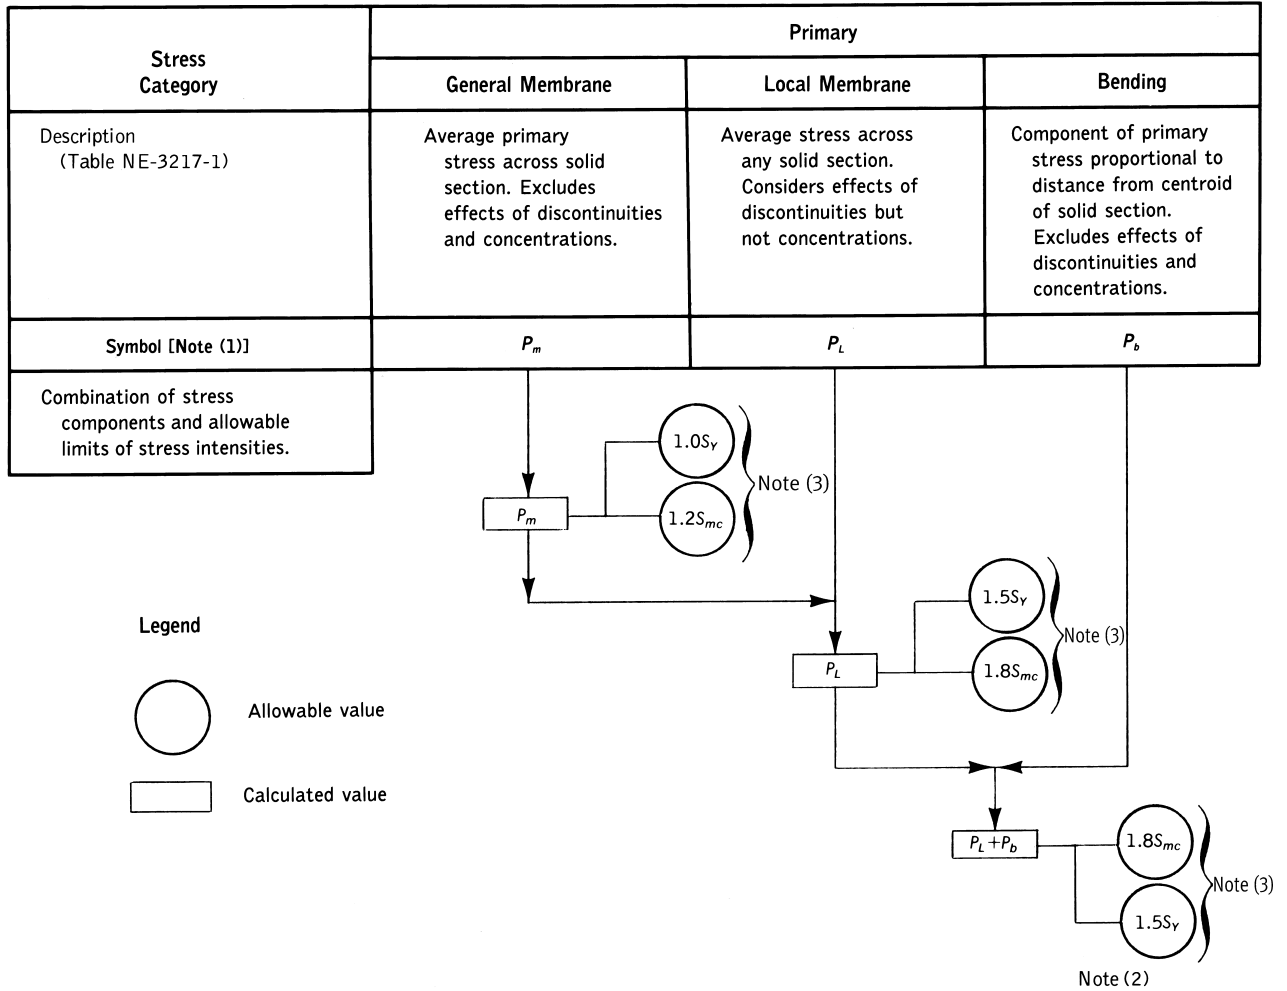 Stress
Category
Primary
General Membrane
Local Membrane
Bending
Description
(Table NE-3217-1)
Average primary
stress across solid
section. Excludes
effects of discontinuities
and concentrations.
Average stress across
any solid section.
Considers effects of
discontinuities but
not concentrations.
Component of primary
stress proportional to
distance from centroid
of solid section.
Excludes effects of
discontinuities and
concentrations.
Symbol [Note (1)]
Pm
PL
Pb
Combination of stress
components and allowable
limits of stress intensities.
1.0SY
Note (3)
Pm
1.2Smc
1.5SY
Note (3)
PL
1.8Smc
Legend
Allowable value
Calculated value
PL+Pb
1.8Smc
Note (3)
1.5SY
Note (2)